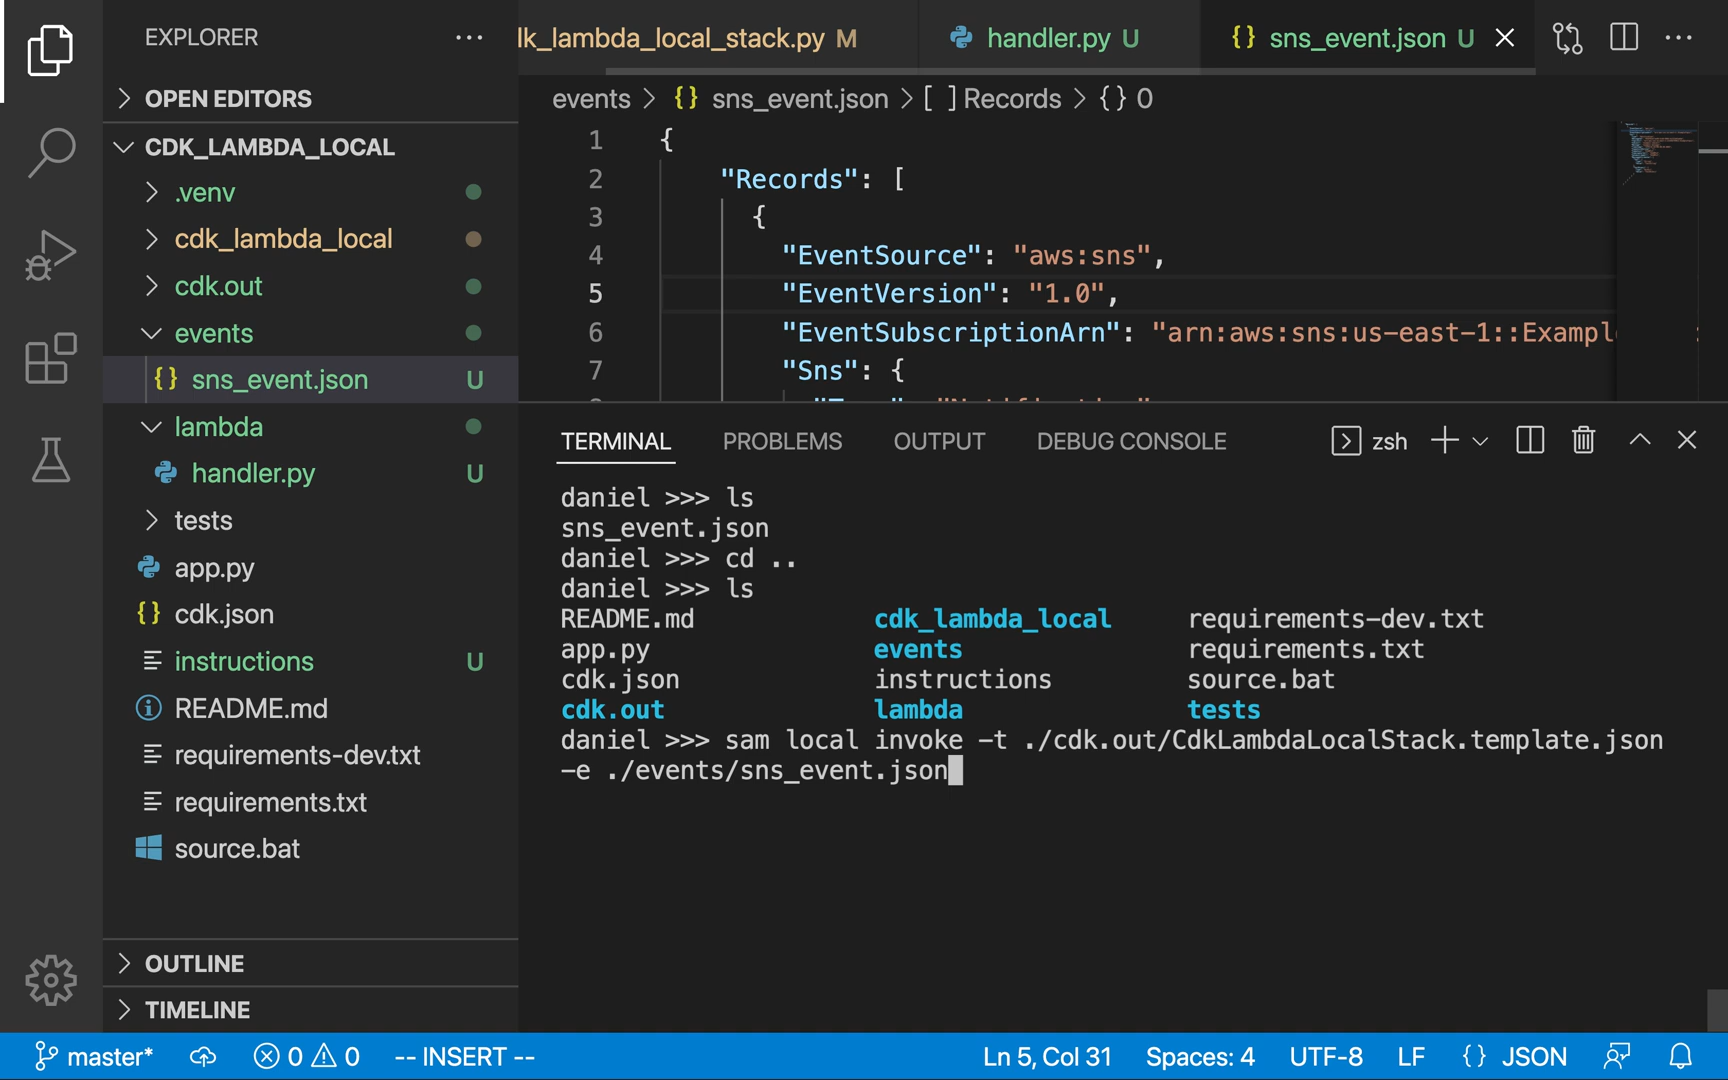 EXPLORER
lk_lambda_local_stack.py M
handler.py U
{} sns_event.json U
OPEN EDITORS
events > {} sns_event.json > [ ] Records > {} 0
CDK_LAMBDA_LOCAL
.venv
cdk_lambda_local
cdk.out
events
{} sns_event.json U
lambda
handler.py U
tests
app.py
{} cdk.json
instructions U
README.md
requirements-dev.txt
requirements.txt
source.bat
OUTLINE
TIMELINE
1 {
2 "Records": [
3 {
4 "EventSource": "aws:sns",
5 "EventVersion": "1.0",
6 "EventSubscriptionArn": "arn:aws:sns:us-east-1::Exampl
7 "Sns": {
TERMINAL PROBLEMS OUTPUT DEBUG CONSOLE zsh
daniel >>> ls
sns_event.json
daniel >>> cd ..
daniel >>> ls
README.md cdk_lambda_local requirements-dev.txt
app.py events requirements.txt
cdk.json instructions source.bat
cdk.out lambda tests
daniel >>> sam local invoke -t ./cdk.out/CdkLambdaLocalStack.template.json
-e ./events/sns_event.json
master* 0 0 -- INSERT -- Ln 5, Col 31 Spaces: 4 UTF-8 LF {} JSON